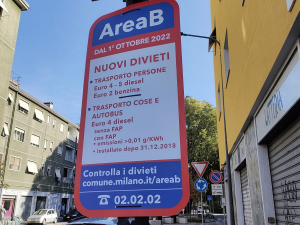 AreaB
DAL 1° OTTOBRE 2022
NUOVI DIVIETI
• TRASPORTO PERSONE
Euro 4 - 5 diesel
Euro 2 benzina
• TRASPORTO COSE E
AUTOBUS
Euro 4 diesel
senza FAP
con FAP
• emissioni >0,01 g/KWh
• installato dopo 31.12.2018
Controlla i divieti
comune.milano.it/areab
02.02.02